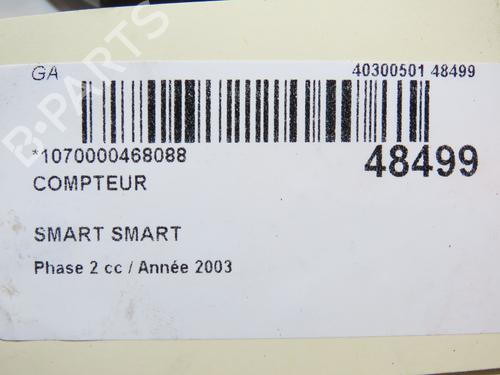 GA
40300501 48499
*1070000468088
48499
COMPTEUR
SMART SMART
Phase 2 cc / Année 2003
B-PARTS